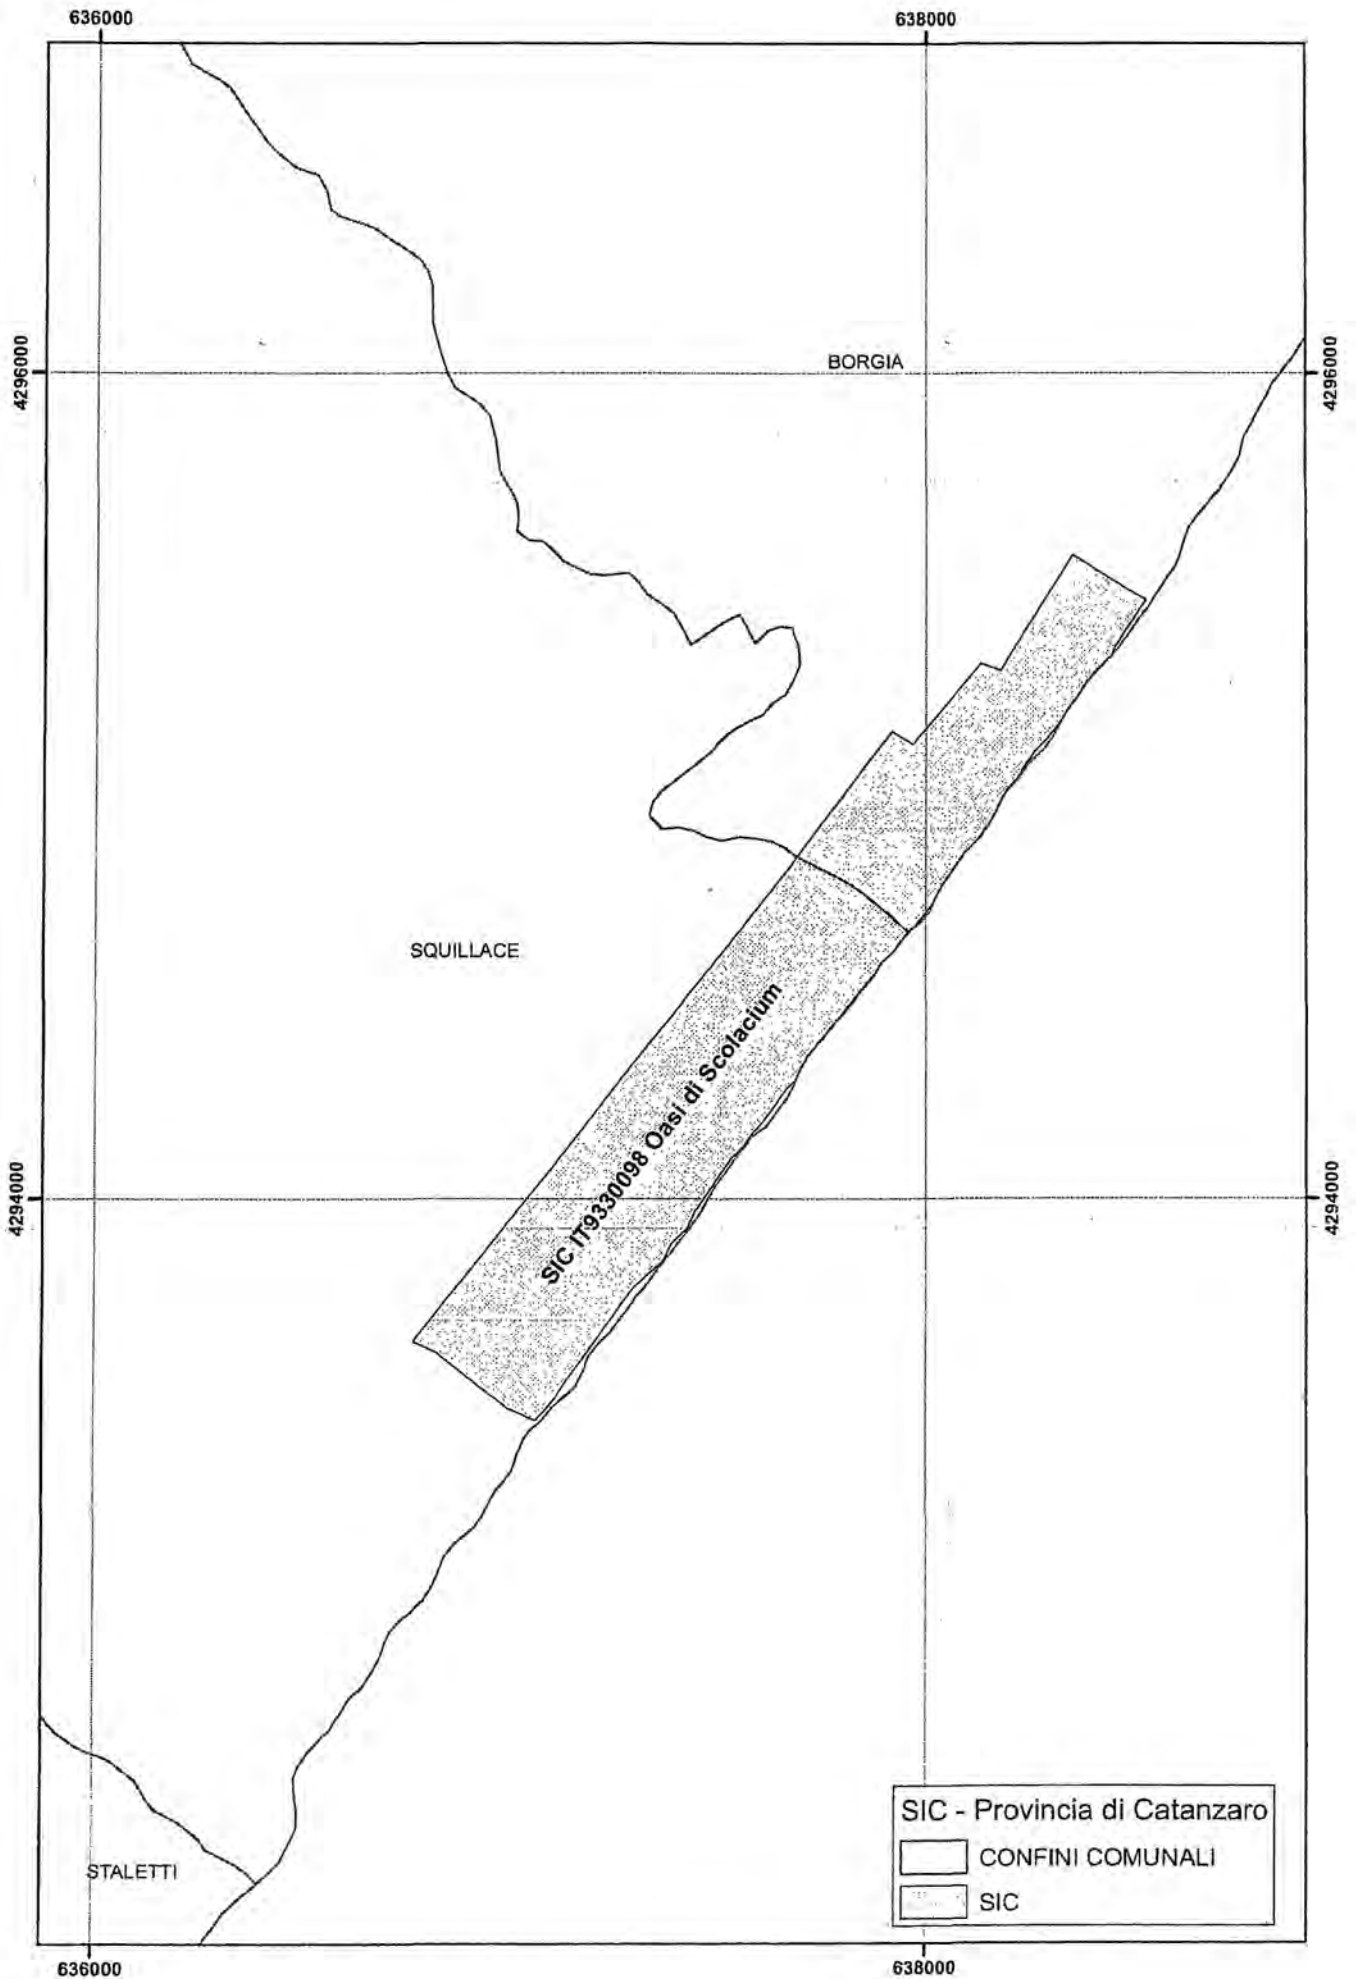 636000
638000
BORGIA
4296000
4296000
SQUILLACE
SIC IT9330098 Oasi di Scolacium
4294000
4294000
SIC - Provincia di Catanzaro
CONFINI COMUNALI
SIC
STALETTI
636000
638000